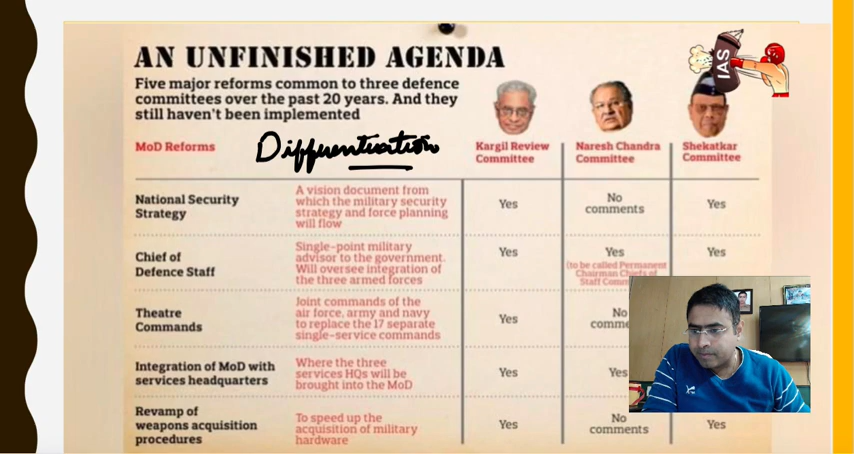 AN UNFINISHED AGENDA
Five major reforms common to three defence
committees over the past 20 years. And they
still haven't been implemented
IAS
MoD Reforms
Differentiation
Kargil Review
Committee
Naresh Chandra
Committee
Shekatkar
Committee
National Security
Strategy
A vision document from
which the military security
strategy and force planning
will flow
Yes
No
comments
Yes
Chief of
Defence Staff
Single-point military
advisor to the government.
Will oversee integration of
the three armed forces
Yes
Yes
(to be called Permanent
Chairman Chiefs of
Staff
Yes
Theatre
Commands
Joint commands of the
air force, army and navy
to replace the 17 separate
single-service commands
Yes
No
Integration of MoD with
services headquarters
Where the three
services HQs will be
brought into the MoD
Yes
Yes
Revamp of
weapons acquisition
procedures
To speed up the
acquisition of military
hardware
Yes
No
comments
Yes